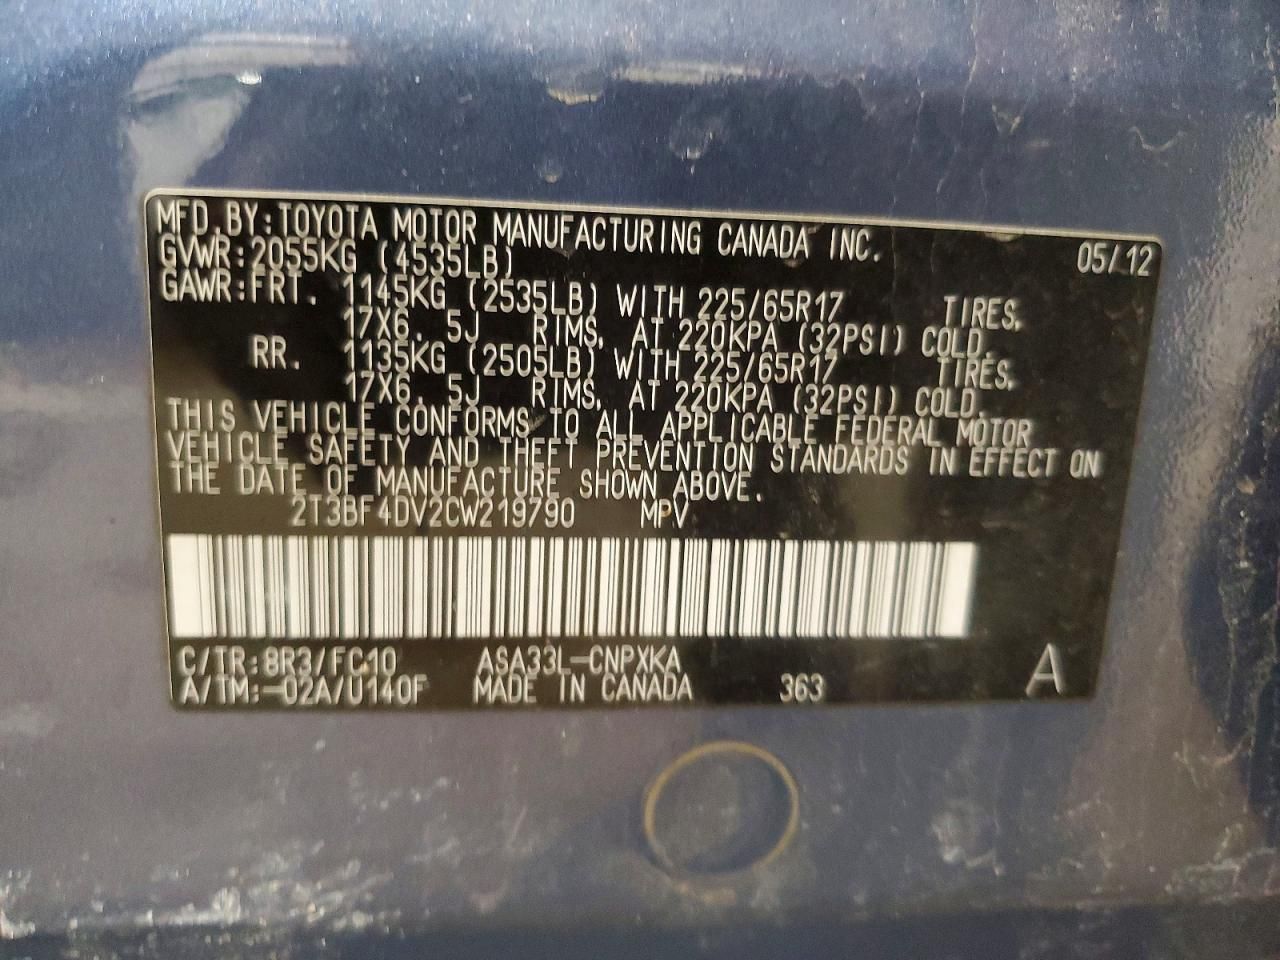 MFD.BY:TOYOTA MOTOR MANUFACTURING CANADA INC. 05/12
GVWR:2055KG (4535LB)
GAWR:FRT. 1145KG (2535LB) WITH 225/65R17 TIRES,
17X6.5J RIMS, AT 220KPA (32PSI) COLD.
RR. 1135KG (2505LB) WITH 225/65R17 TIRES,
17X6.5J RIMS, AT 220KPA (32PSI) COLD.
THIS VEHICLE CONFORMS TO ALL APPLICABLE FEDERAL MOTOR
VEHICLE SAFETY AND THEFT PREVENTION STANDARDS IN EFFECT ON
THE DATE OF MANUFACTURE SHOWN ABOVE.
2T3BF4DV2CW219790 MPV
C/TR:8R3/FC10 ASA33L-CNPXKA
A/TM:-02A/U140F MADE IN CANADA 363 A